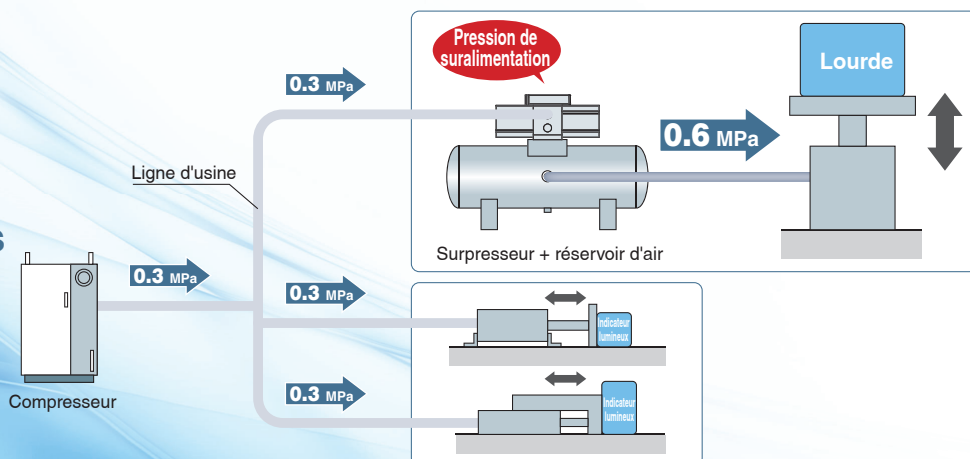 Pression de
suralimentation
Lourde
0.3 MPa
0.6 MPa
Ligne d'usine
Surpresseur + réservoir d'air
s
0.3 MPa
0.3 MPa
Indicateur
lumineux
0.3 MPa
Indicateur
lumineux
Compresseur